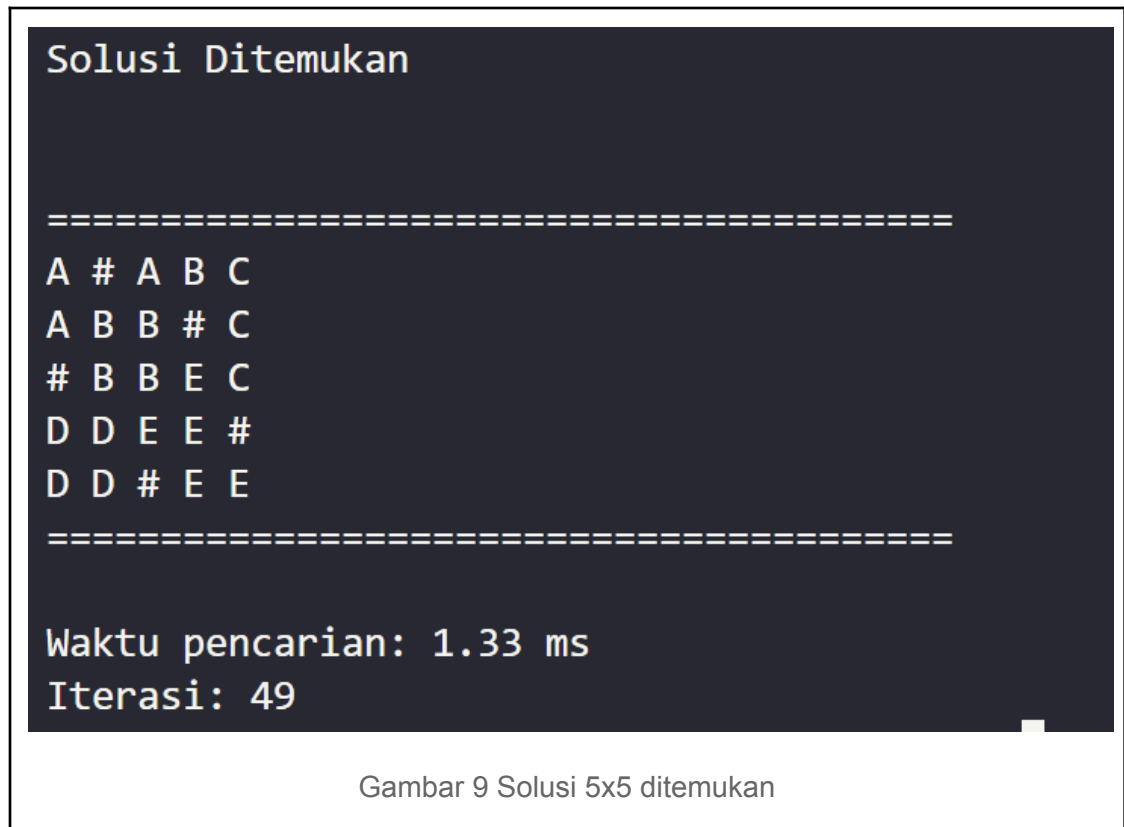 Solusi Ditemukan
========================================
A # A B C
A B B # C
# B B E C
D D E E #
D D # E E
========================================
Waktu pencarian: 1.33 ms
Iterasi: 49
Gambar 9 Solusi 5x5 ditemukan